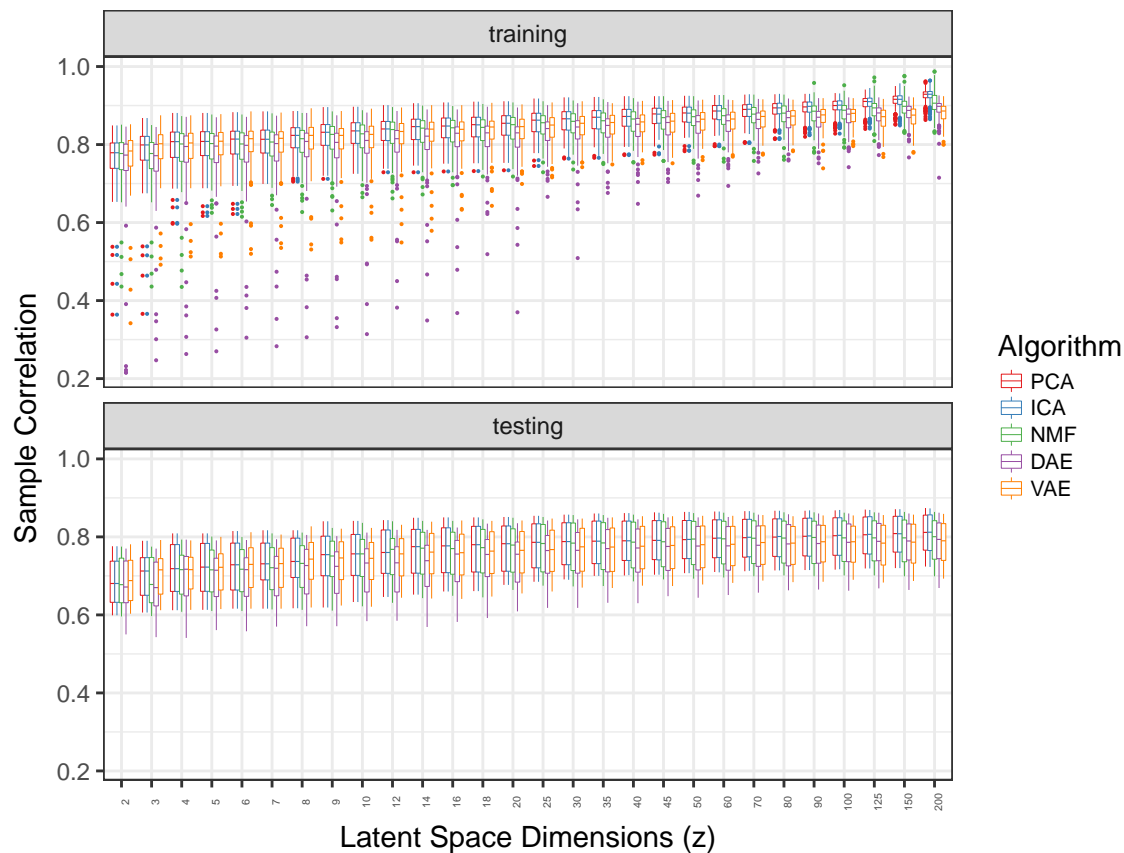 training
1.0
0.8
0.6
0.4
0.2
testing
1.0
0.8
0.6
0.4
0.2
Sample Correlation
2 3 4 5 6 7 8 9 10 12 14 16 18 20 25 30 35 40 45 50 60 70 80 90 100 125 150 200
Latent Space Dimensions (z)
Algorithm
PCA
ICA
NMF
DAE
VAE